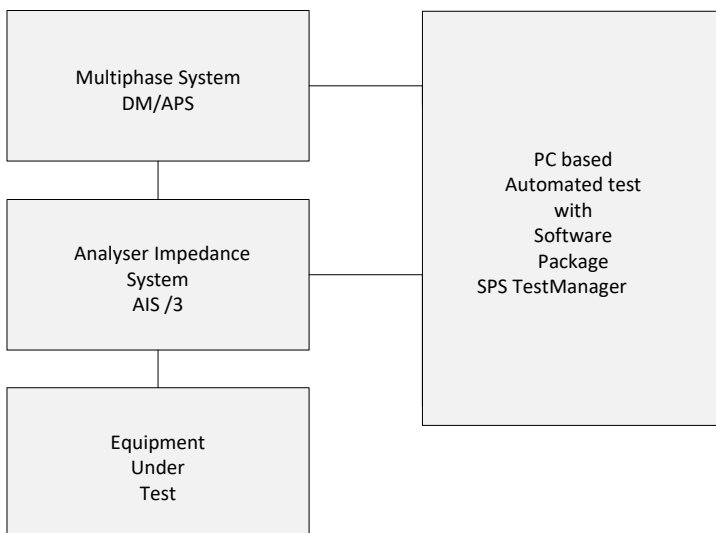 Multiphase System
DM/APS
Analyser Impedance
System
AIS /3
Equipment
Under
Test
PC based
Automated test
with
Software
Package
SPS TestManager